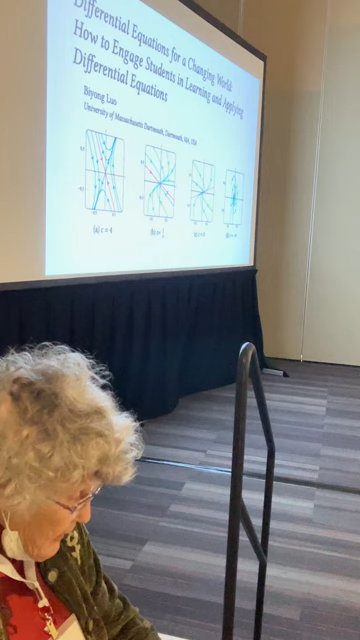 Differential Equations for a Changing World:
How to Engage Students in Learning and Applying
Differential Equations
Biyong Luo
University of Massachusetts Dartmouth, Dartmouth, MA, USA
(a) c = 4